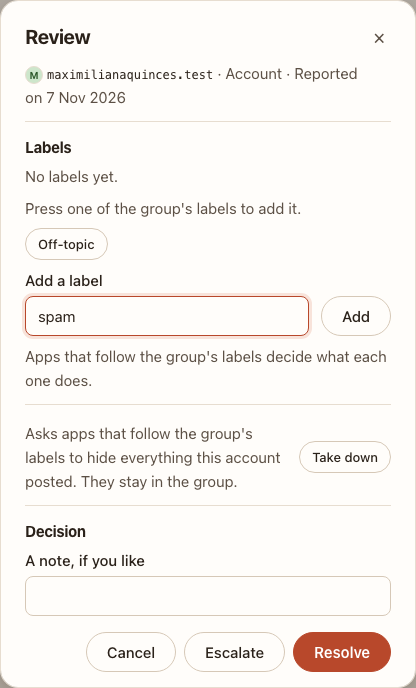 Review
×
M maximilianaquinces.test · Account · Reported
on 7 Nov 2026
Labels
No labels yet.
Press one of the group's labels to add it.
Off-topic
Add a label
spam
Add
Apps that follow the group's labels decide what each
one does.
Asks apps that follow the group's
labels to hide everything this account
posted. They stay in the group.
Take down
Decision
A note, if you like
Cancel
Escalate
Resolve